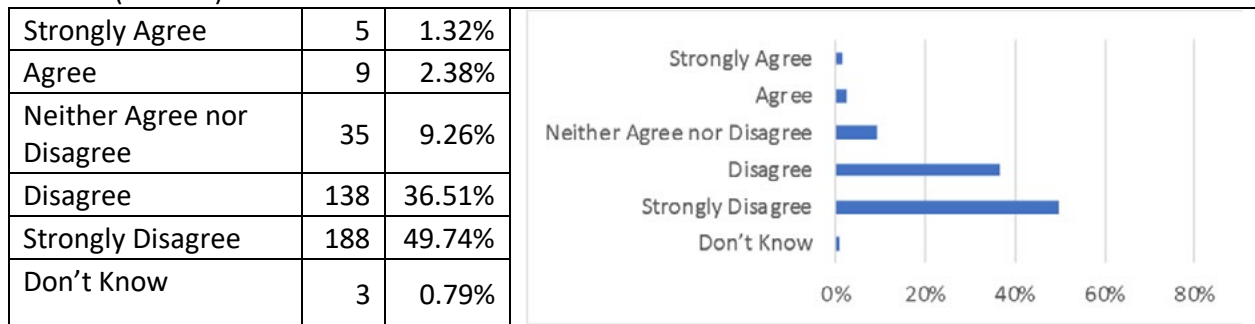 Strongly Agree 5 1.32%
Agree 9 2.38%
Neither Agree nor
Disagree 35 9.26%
Disagree 138 36.51%
Strongly Disagree 188 49.74%
Don’t Know 3 0.79%
Strongly Agree
Agree
Neither Agree nor Disagree
Disagree
Strongly Disagree
Don’t Know
0% 20% 40% 60% 80%